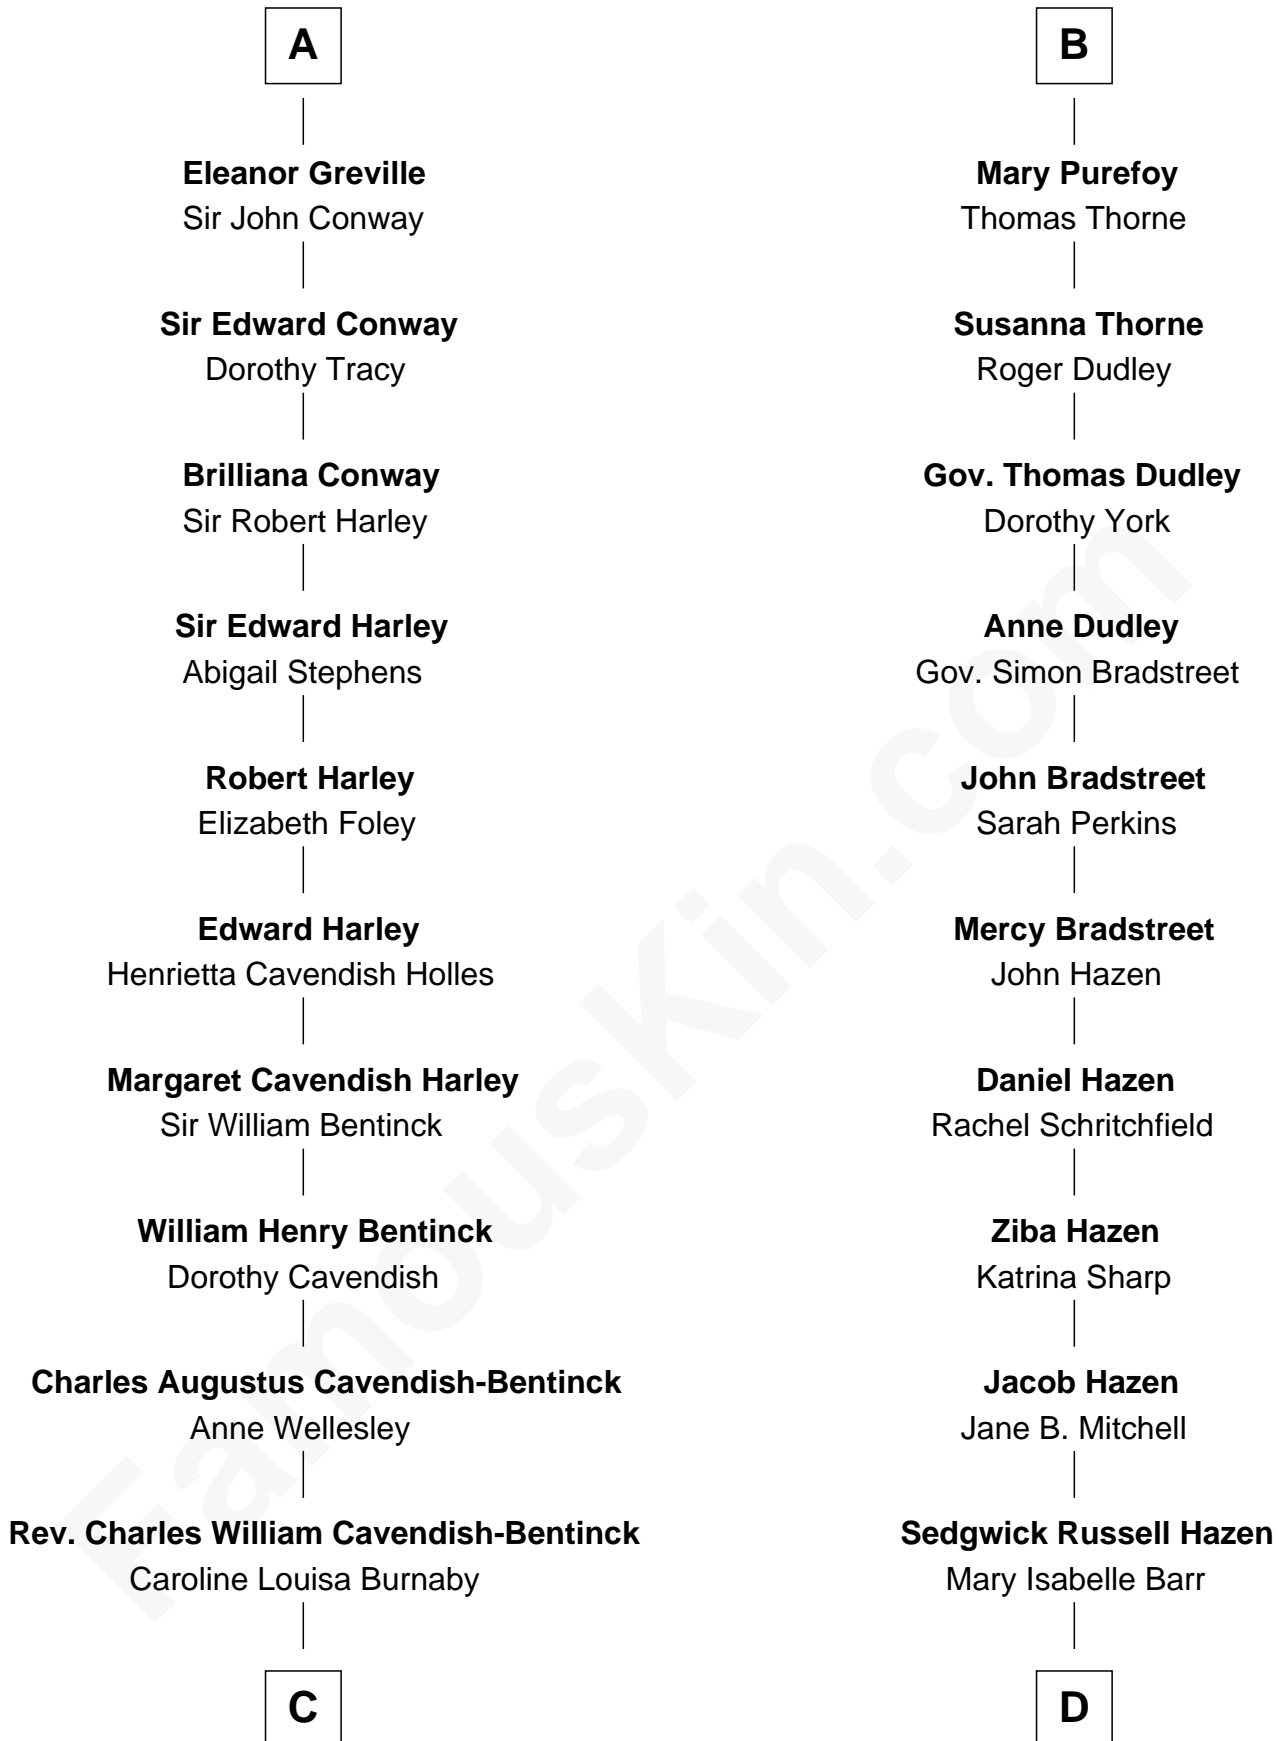 A
Eleanor Greville
Sir John Conway
Sir Edward Conway
Dorothy Tracy
Brilliana Conway
Sir Robert Harley
Sir Edward Harley
Abigail Stephens
Robert Harley
Elizabeth Foley
Edward Harley
Henrietta Cavendish Holles
Margaret Cavendish Harley
Sir William Bentinck
William Henry Bentinck
Dorothy Cavendish
Charles Augustus Cavendish-Bentinck
Anne Wellesley
Rev. Charles William Cavendish-Bentinck
Caroline Louisa Burnaby
C
B
Mary Purefoy
Thomas Thorne
Susanna Thorne
Roger Dudley
Gov. Thomas Dudley
Dorothy York
Anne Dudley
Gov. Simon Bradstreet
John Bradstreet
Sarah Perkins
Mercy Bradstreet
John Hazen
Daniel Hazen
Rachel Schritchfield
Ziba Hazen
Katrina Sharp
Jacob Hazen
Jane B. Mitchell
Sedgwick Russell Hazen
Mary Isabelle Barr
D
FamousKin.com